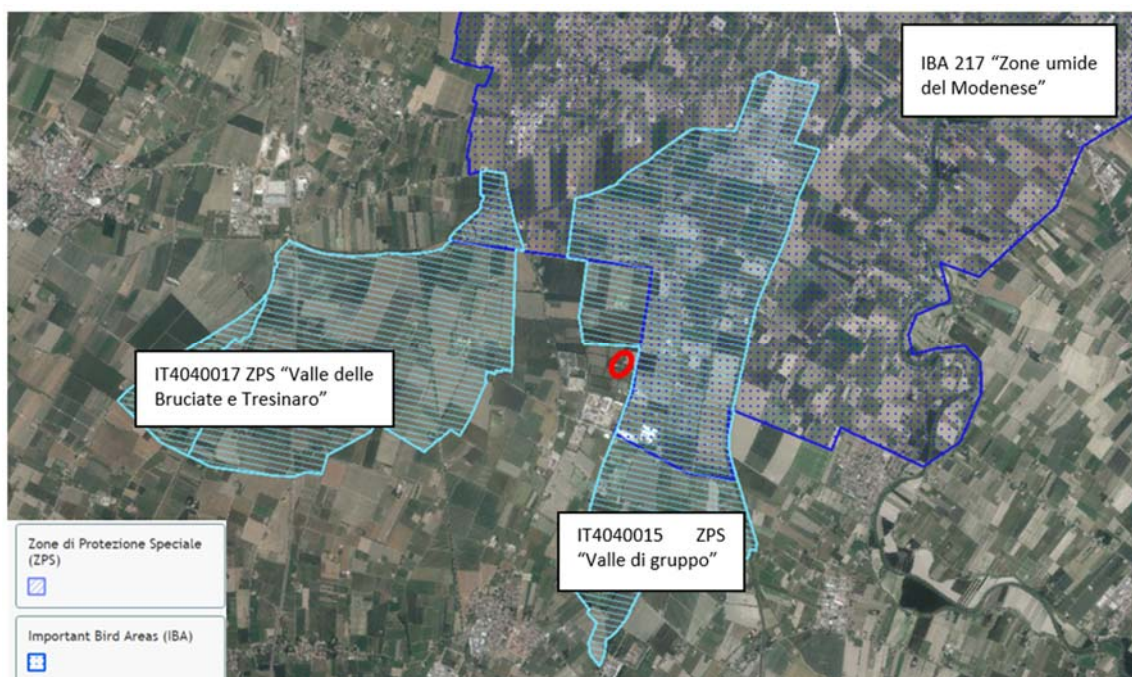 IBA 217 “Zone umide
del Modenese”
IT4040017 ZPS “Valle delle
Bruciate e Tresinaro”
IT4040015 ZPS
“Valle di gruppo”
Zone di Protezione Speciale
(ZPS)
Important Bird Areas (IBA)